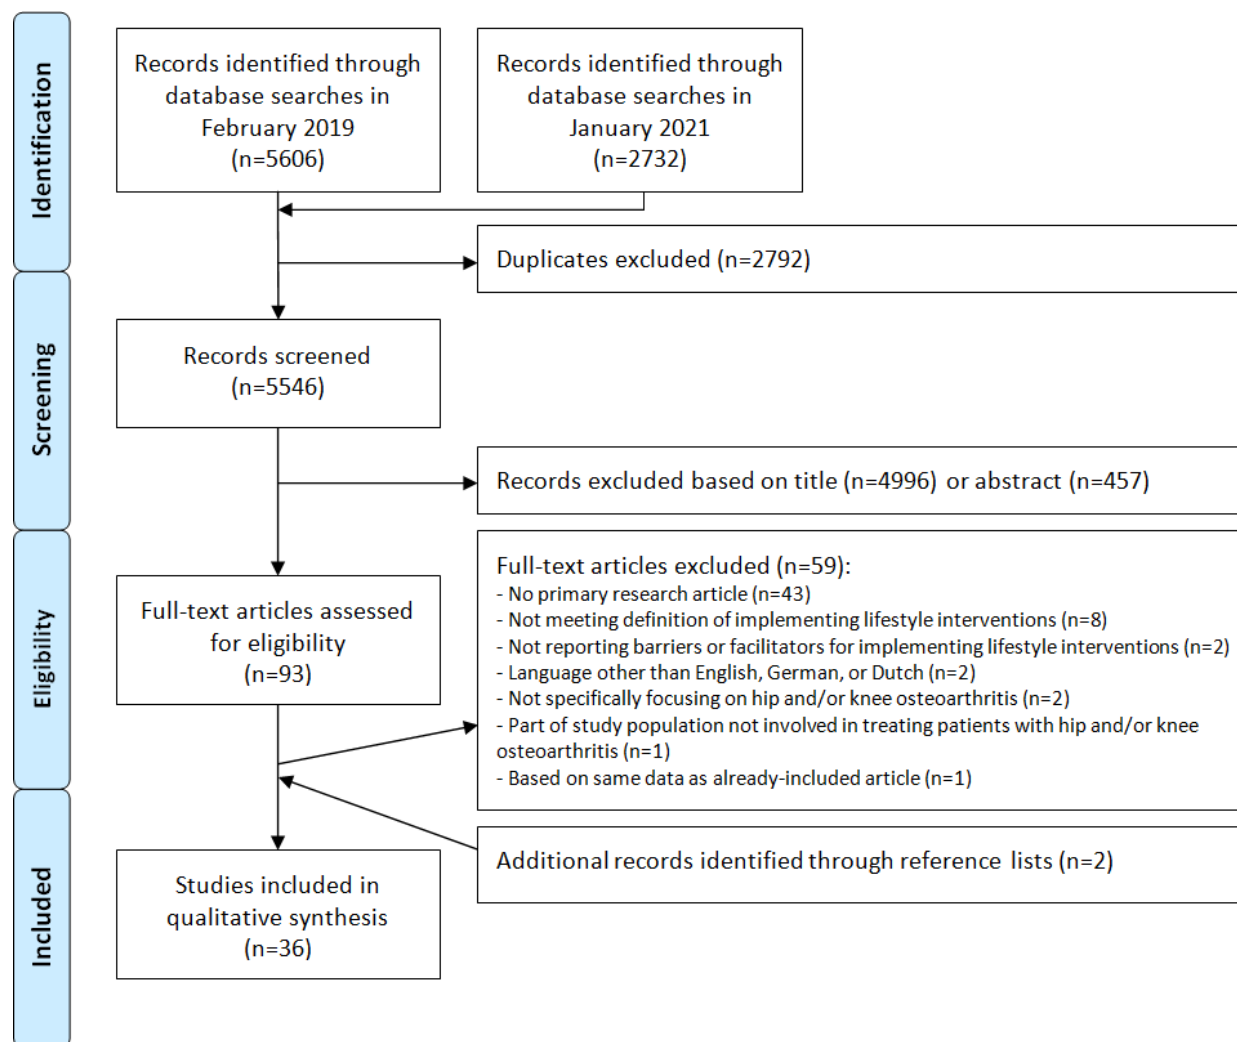 Identification
Records identified through
database searches in
February 2019
(n=5606)
Records identified through
database searches in
January 2021
(n=2732)
Duplicates excluded (n=2792)
Screening
Records screened
(n=5546)
Records excluded based on title (n=4996) or abstract (n=457)
Eligibility
Full-text articles assessed
for eligibility
(n=93)
Full-text articles excluded (n=59):
- No primary research article (n=43)
- Not meeting definition of implementing lifestyle interventions (n=8)
- Not reporting barriers or facilitators for implementing lifestyle interventions (n=2)
- Language other than English, German, or Dutch (n=2)
- Not specifically focusing on hip and/or knee osteoarthritis (n=2)
- Part of study population not involved in treating patients with hip and/or knee
osteoarthritis (n=1)
- Based on same data as already-included article (n=1)
Included
Additional records identified through reference lists (n=2)
Studies included in
qualitative synthesis
(n=36)